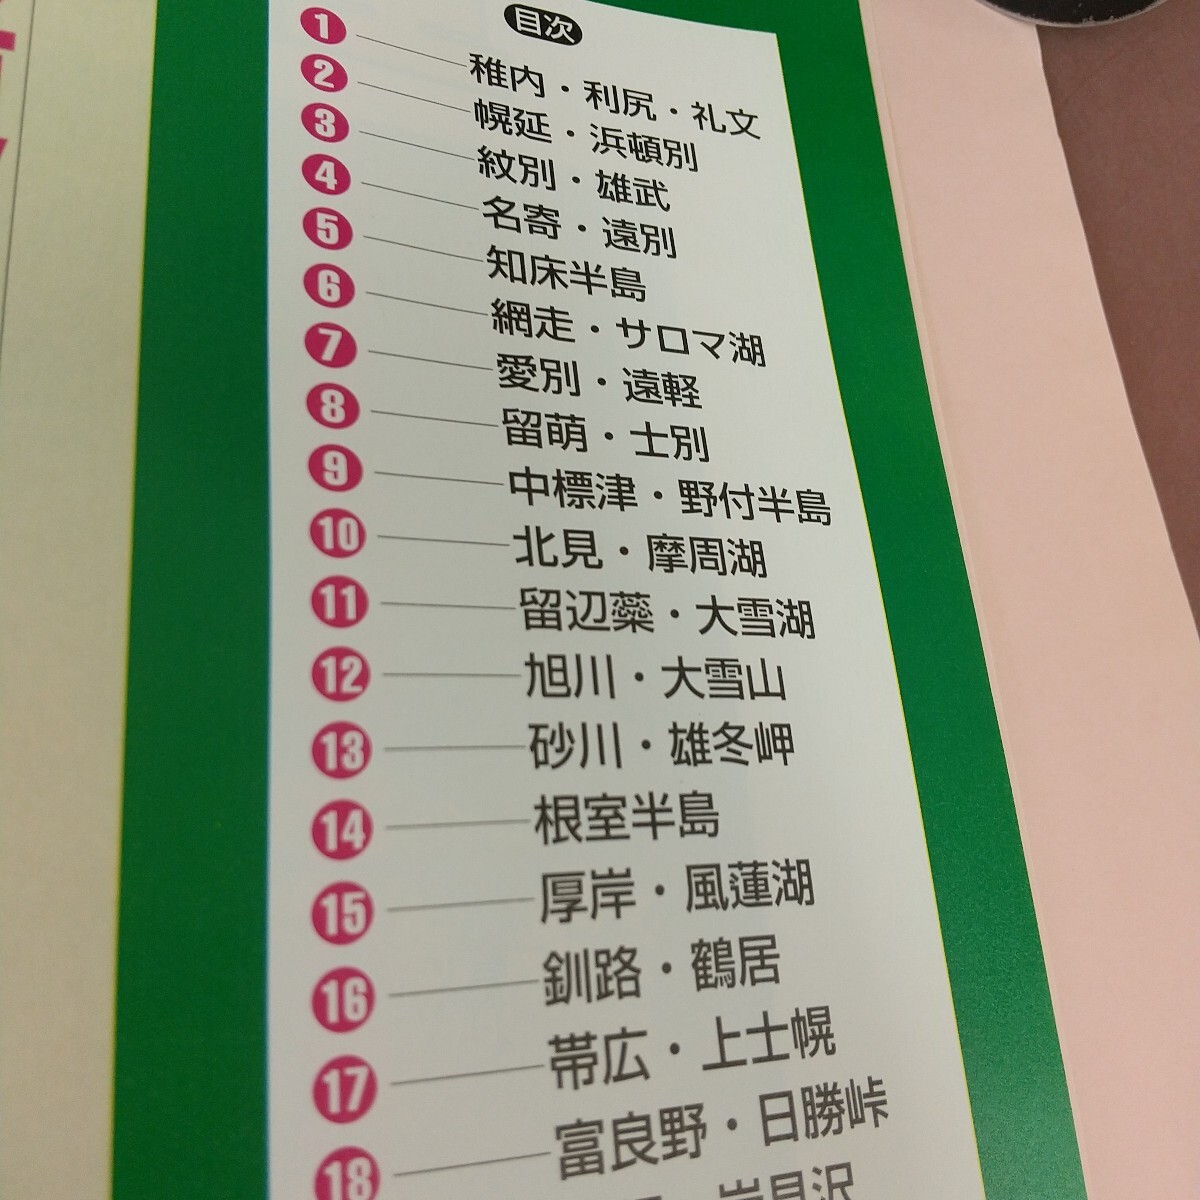 目次
1 稚内・利尻・礼文
2 幌延・浜頓別
3 紋別・雄武
4 名寄・遠別
5 知床半島
6 網走・サロマ湖
7 愛別・遠軽
8 留萌・士別
9 中標津・野付半島
10 北見・摩周湖
11 留辺蘂・大雪湖
12 旭川・大雪山
13 砂川・雄冬岬
14 根室半島
15 厚岸・風蓮湖
16 釧路・鶴居
17 帯広・上士幌
18 富良野・日勝峠
・岩見沢